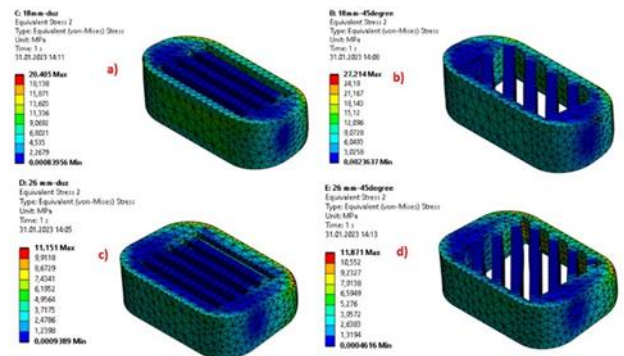 C: 18mm-duz
Equivalent Stress 2
Type: Equivalent (von-Mises) Stress
Unit: MPa
Time: 1 s
31.01.2023 14:11
a)
20,405 Max
18,138
15,871
13,603
11,336
9,0692
6,8021
4,535
2,2679
0,00083956 Min
B: 18mm-45degree
Equivalent Stress 2
Type: Equivalent (von-Mises) Stress
Unit: MPa
Time: 1 s
31.01.2023
b)
27,214 Max
24,19
21,167
18,143
15,12
12,096
9,0728
6,0493
3,0258
0,0023637 Min
D: 26 mm-duz
Equivalent Stress 2
Type: Equivalent (von-Mises) Stress
Unit: MPa
Time: 1 s
31.01.2023 14:05
c)
11,151 Max
9,9118
8,6729
7,4341
6,1952
4,9564
3,7175
2,4786
1,2398
0,0009389 Min
E: 26 mm-45degree
Equivalent Stress 2
Type: Equivalent (von-Mises) Stress
Unit: MPa
Time: 1 s
31.01.2023 14:13
d)
11,871 Max
10,552
9,2327
7,9138
6,5949
5,276
3,9572
2,6383
1,3194
0,0004616 Min